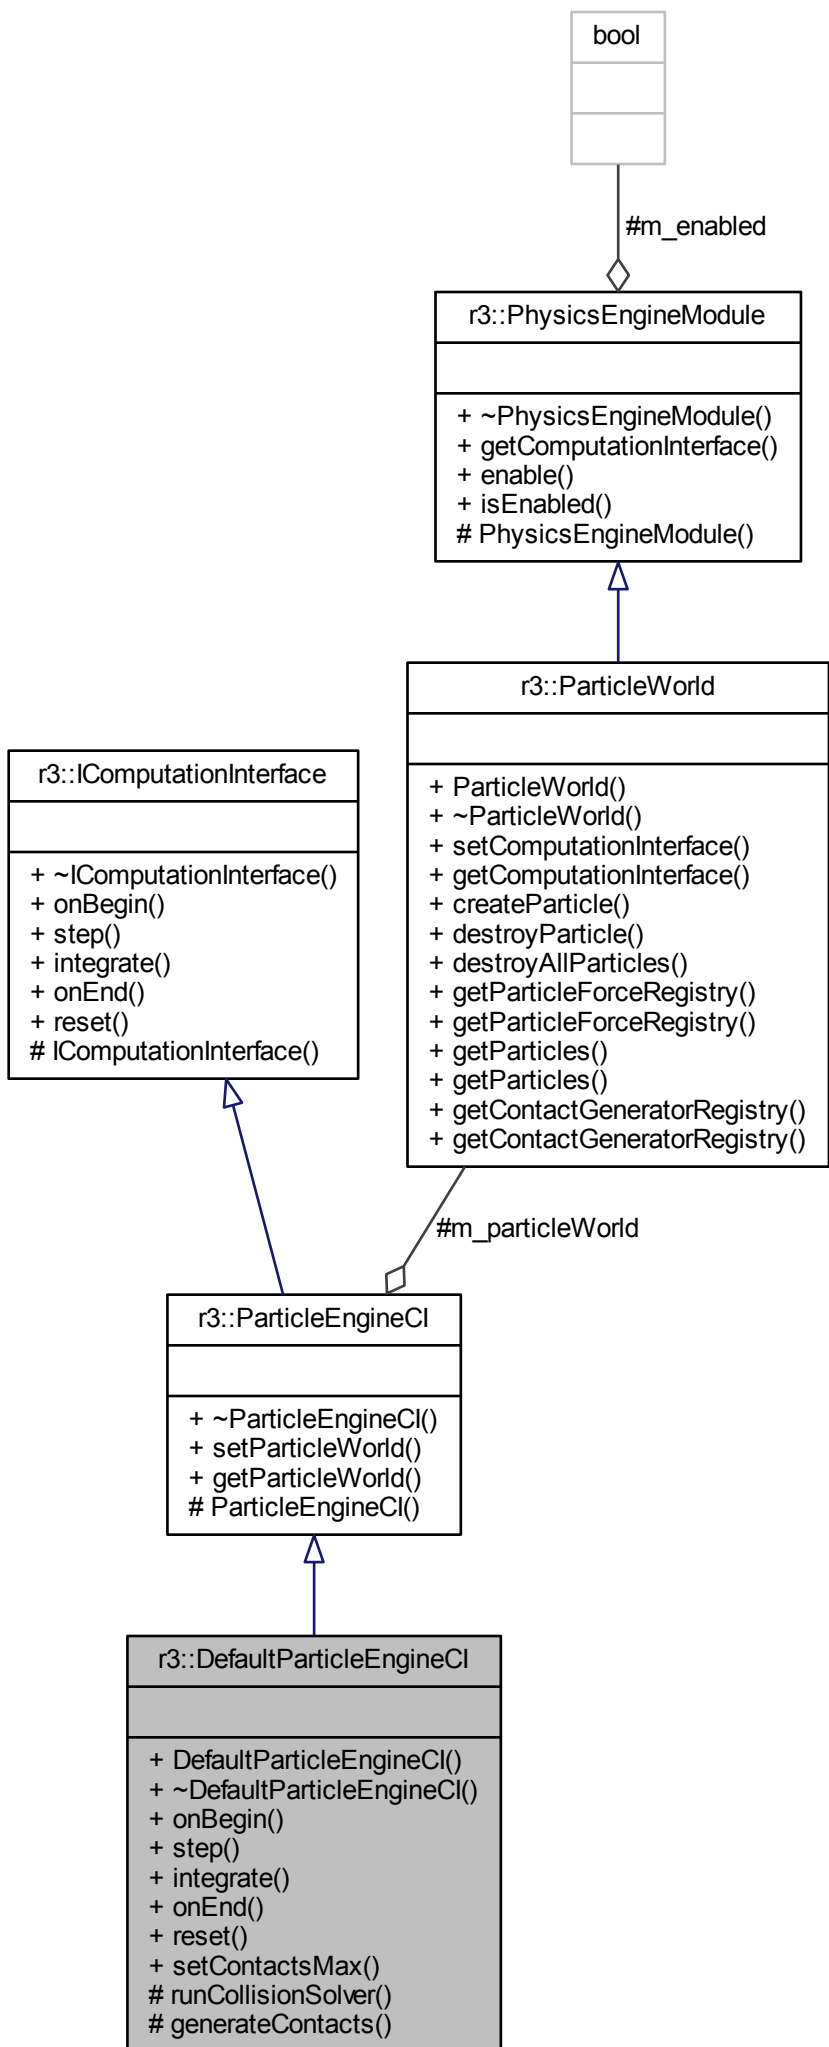 bool
#m_enabled
r3::PhysicsEngineModule
+ ~PhysicsEngineModule()
+ getComputationInterface()
+ enable()
+ isEnabled()
# PhysicsEngineModule()
r3::ParticleWorld
+ ParticleWorld()
+ ~ParticleWorld()
+ setComputationInterface()
+ getComputationInterface()
+ createParticle()
+ destroyParticle()
+ destroyAllParticles()
+ getParticleForceRegistry()
+ getParticleForceRegistry()
+ getParticles()
+ getParticles()
+ getContactGeneratorRegistry()
+ getContactGeneratorRegistry()
r3::IComputationInterface
+ ~IComputationInterface()
+ onBegin()
+ step()
+ integrate()
+ onEnd()
+ reset()
# IComputationInterface()
#m_particleWorld
r3::ParticleEngineCI
+ ~ParticleEngineCI()
+ setParticleWorld()
+ getParticleWorld()
# ParticleEngineCI()
r3::DefaultParticleEngineCI
+ DefaultParticleEngineCI()
+ ~DefaultParticleEngineCI()
+ onBegin()
+ step()
+ integrate()
+ onEnd()
+ reset()
+ setContactsMax()
# runCollisionSolver()
# generateContacts()